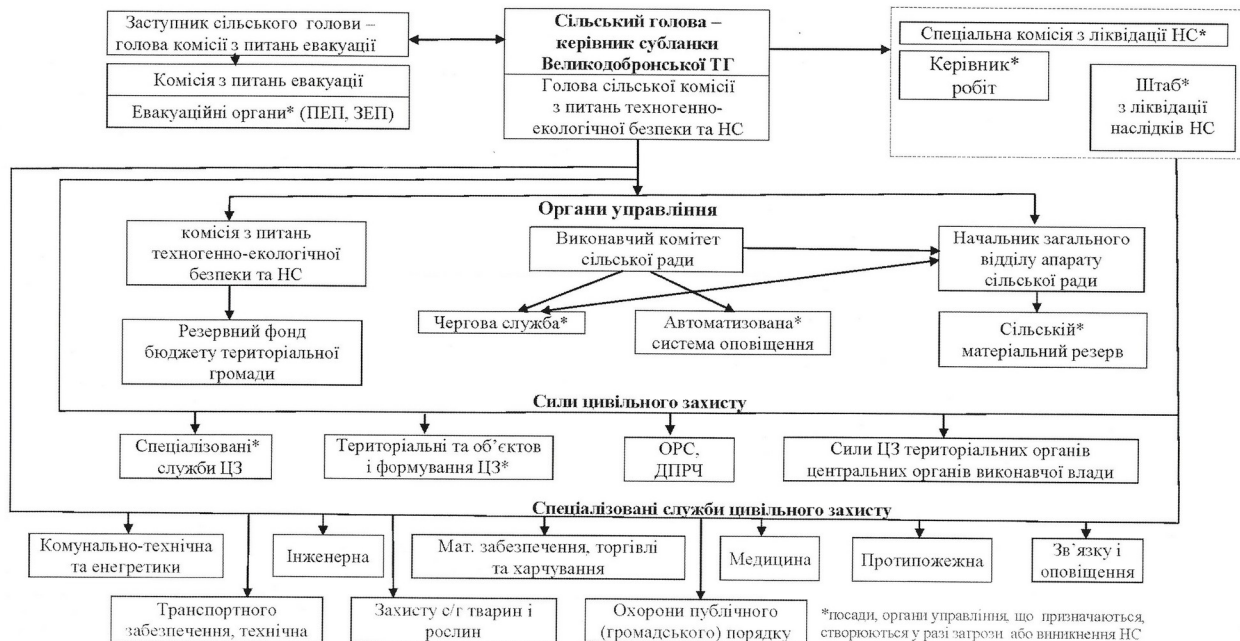 Заступник сільського голови –
голова комісії з питань евакуації
Комісія з питань евакуації
Евакуаційні органи* (ПЕП, ЗЕП)
Сільський голова –
керівник субланки
Великодобронської ТГ
Голова сільської комісії
з питань техногенно-
екологічної безпеки та НС
Спеціальна комісія з ліквідації НС*
Керівник*
робіт
Штаб*
з ліквідації
наслідків НС
Органи управління
комісія з питань
техногенно-екологічної
безпеки та НС
Виконавчий комітет
сільської ради
Начальник загального
відділу апарату
сільської ради
Резервний фонд
бюджету територіальної
громади
Чергова служба*
Автоматизована*
система оповіщення
Сільській*
матеріальний резерв
Сили цивільного захисту
Спеціалізовані*
служби ЦЗ
Територіальні та об’єктов
і формування ЦЗ*
ОРС,
ДПРЧ
Сили ЦЗ територіальних органів
центральних органів виконавчої влади
Спеціалізовані служби цивільного захисту
Комунально-технічна
та енегретики
Інженерна
Мат. забезпечення, торгівлі
та харчування
Медицина
Протипожежна
Зв`язку і
оповіщення
Транспортного
забезпечення, технічна
Захисту с/г тварин і
рослин
Охорони публічного
(громадського) порядку
*посади, органи управління, що призначаються,
створюються у разі загрози або виникнення НС